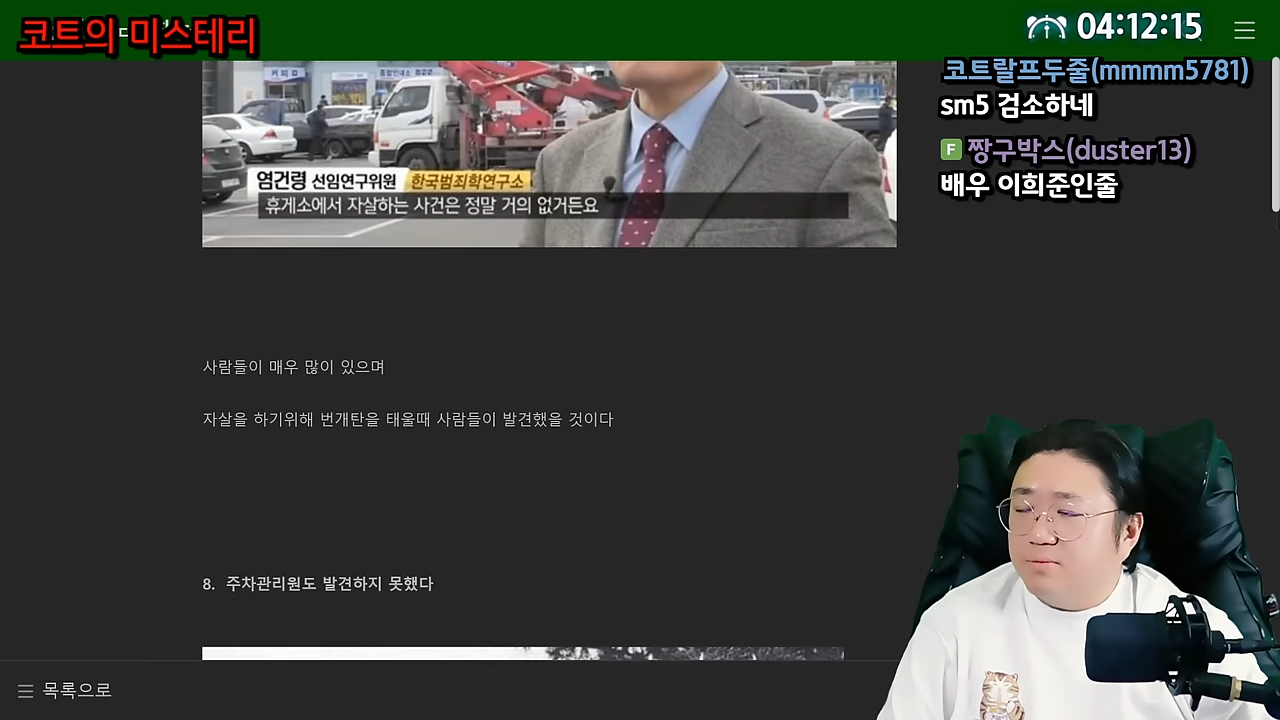 코트의 미스테리
04:12:15
코트랄프두줄(mmmm5781)
sm5 검소하네
F 짱구박스(duster13)
배우 이희준인줄
커피주
염건령 선임연구위원 한국범죄학연구소
휴게소에서 자살하는 사건은 정말 거의 없거든요
사람들이 매우 많이 있으며
자살을 하기위해 번개탄을 태울때 사람들이 발견했을 것이다
8. 주차관리원도 발견하지 못했다
목록으로